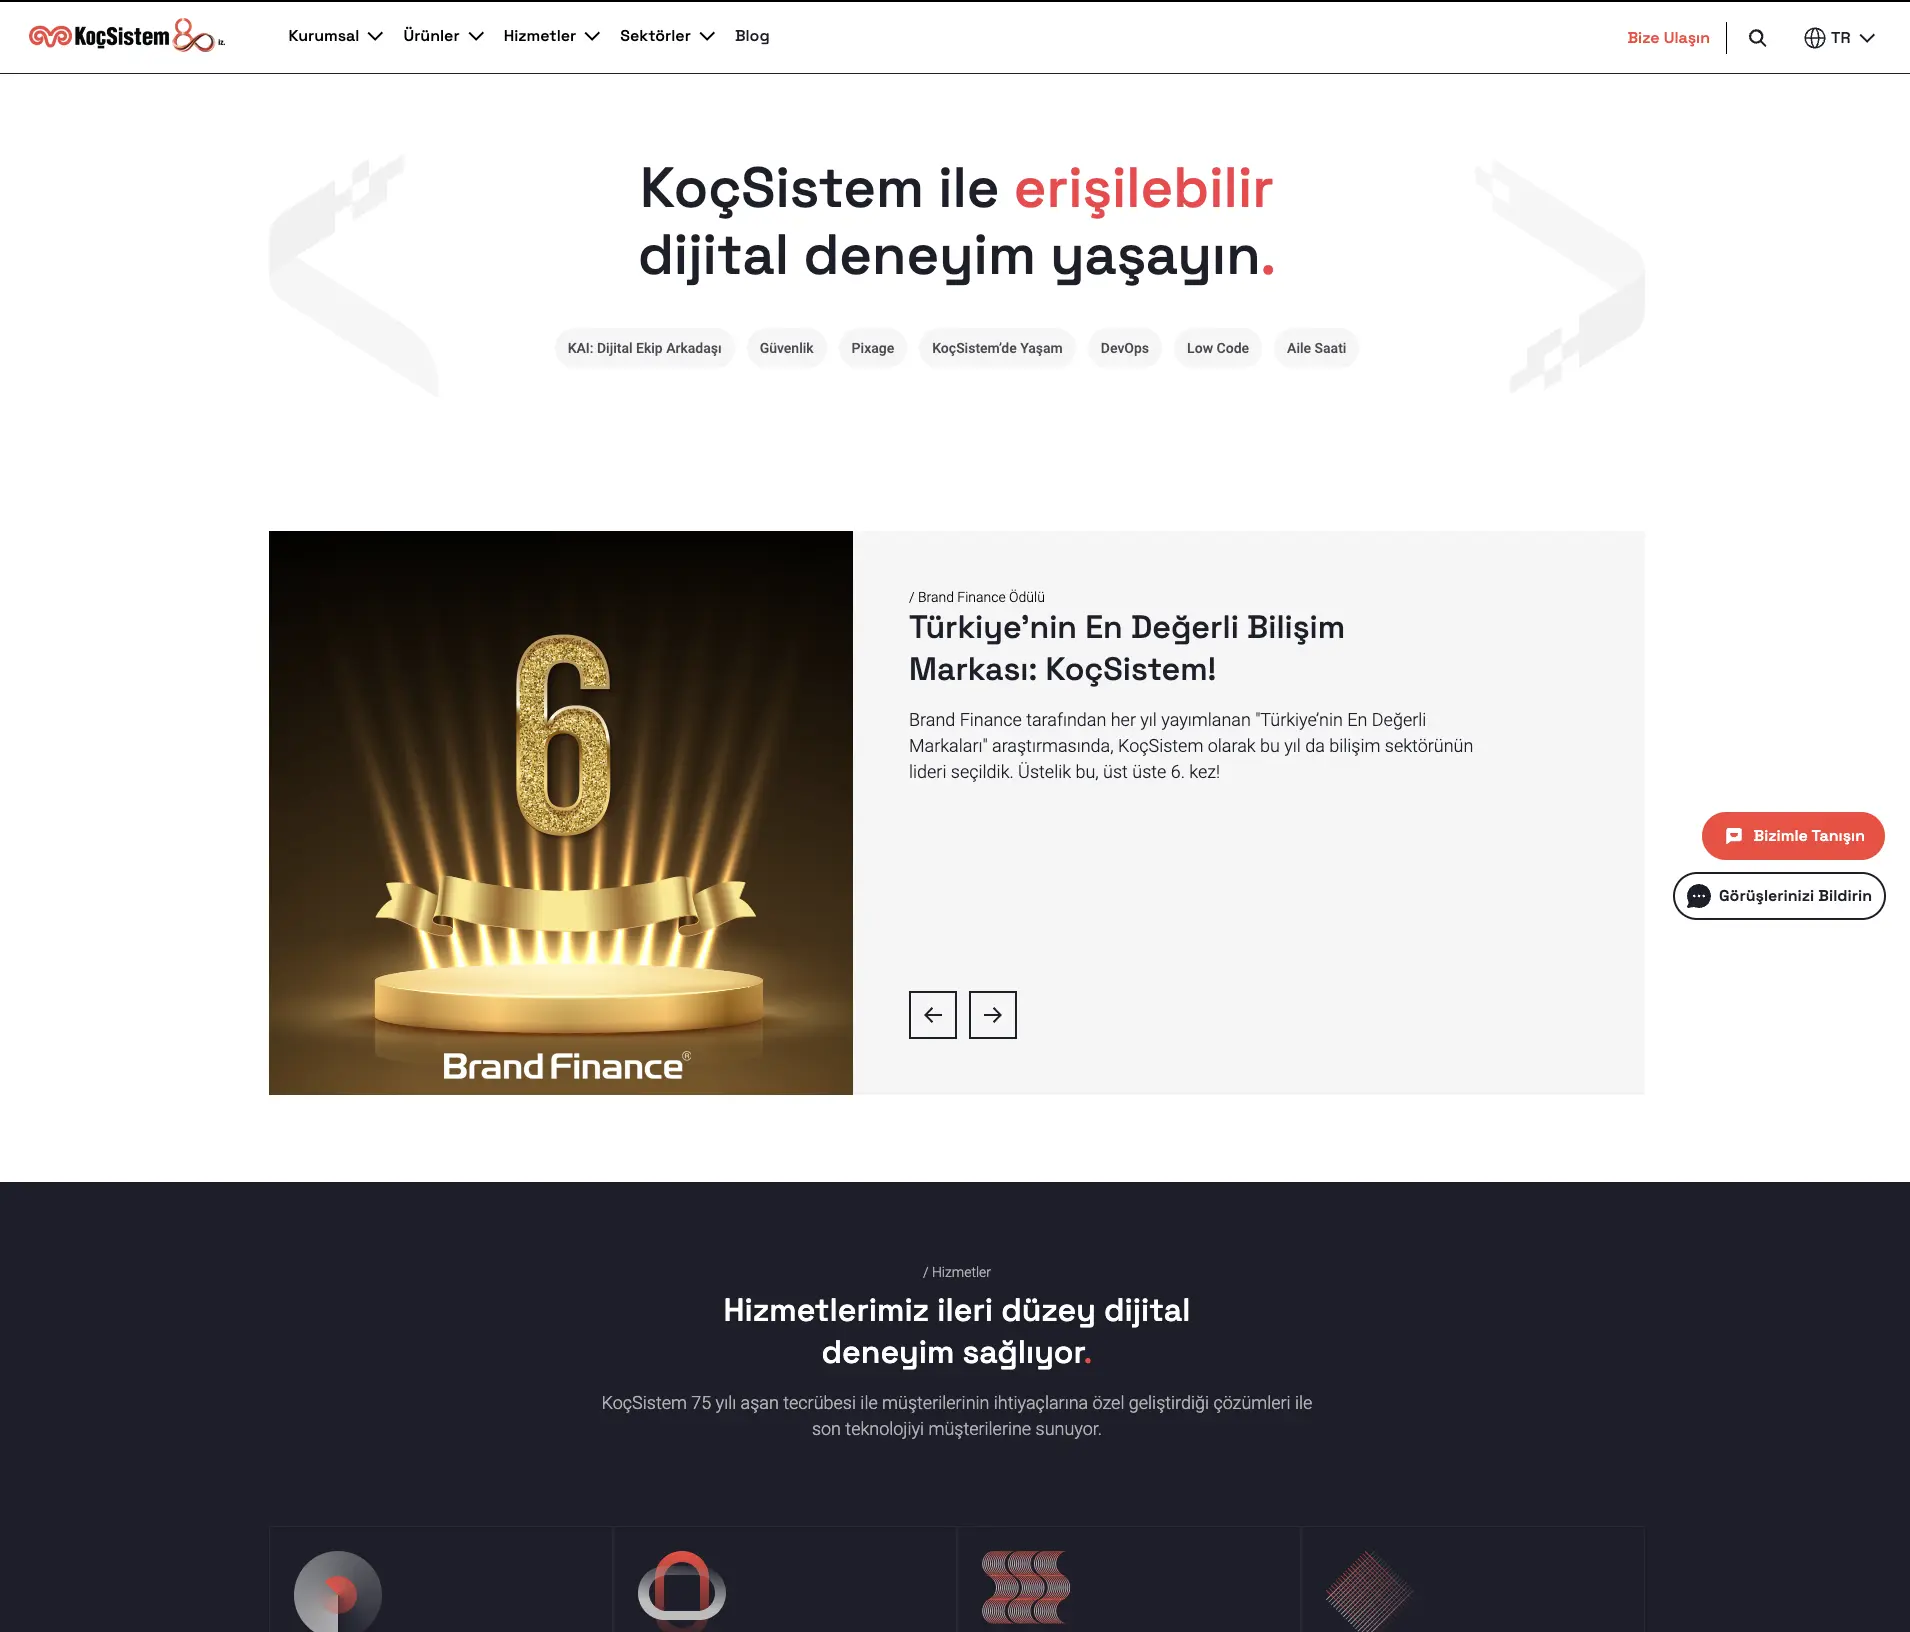 KoçSistem 80 iz.
Kurumsal
Ürünler
Hizmetler
Sektörler
Blog
Bize Ulaşın
TR
KoçSistem ile erişilebilir
dijital deneyim yaşayın.
KAI: Dijital Ekip Arkadaşı
Güvenlik
Pixage
KoçSistem’de Yaşam
DevOps
Low Code
Aile Saati
6
Brand Finance®
/ Brand Finance Ödülü
Türkiye’nin En Değerli Bilişim
Markası: KoçSistem!
Brand Finance tarafından her yıl yayımlanan "Türkiye’nin En Değerli
Markaları" araştırmasında, KoçSistem olarak bu yıl da bilişim sektörünün
lideri seçildik. Üstelik bu, üst üste 6. kez!
Bizimle Tanışın
Görüşlerinizi Bildirin
/ Hizmetler
Hizmetlerimiz ileri düzey dijital
deneyim sağlıyor.
KoçSistem 75 yılı aşan tecrübesi ile müşterilerinin ihtiyaçlarına özel geliştirdiği çözümleri ile
son teknolojiyi müşterilerine sunuyor.